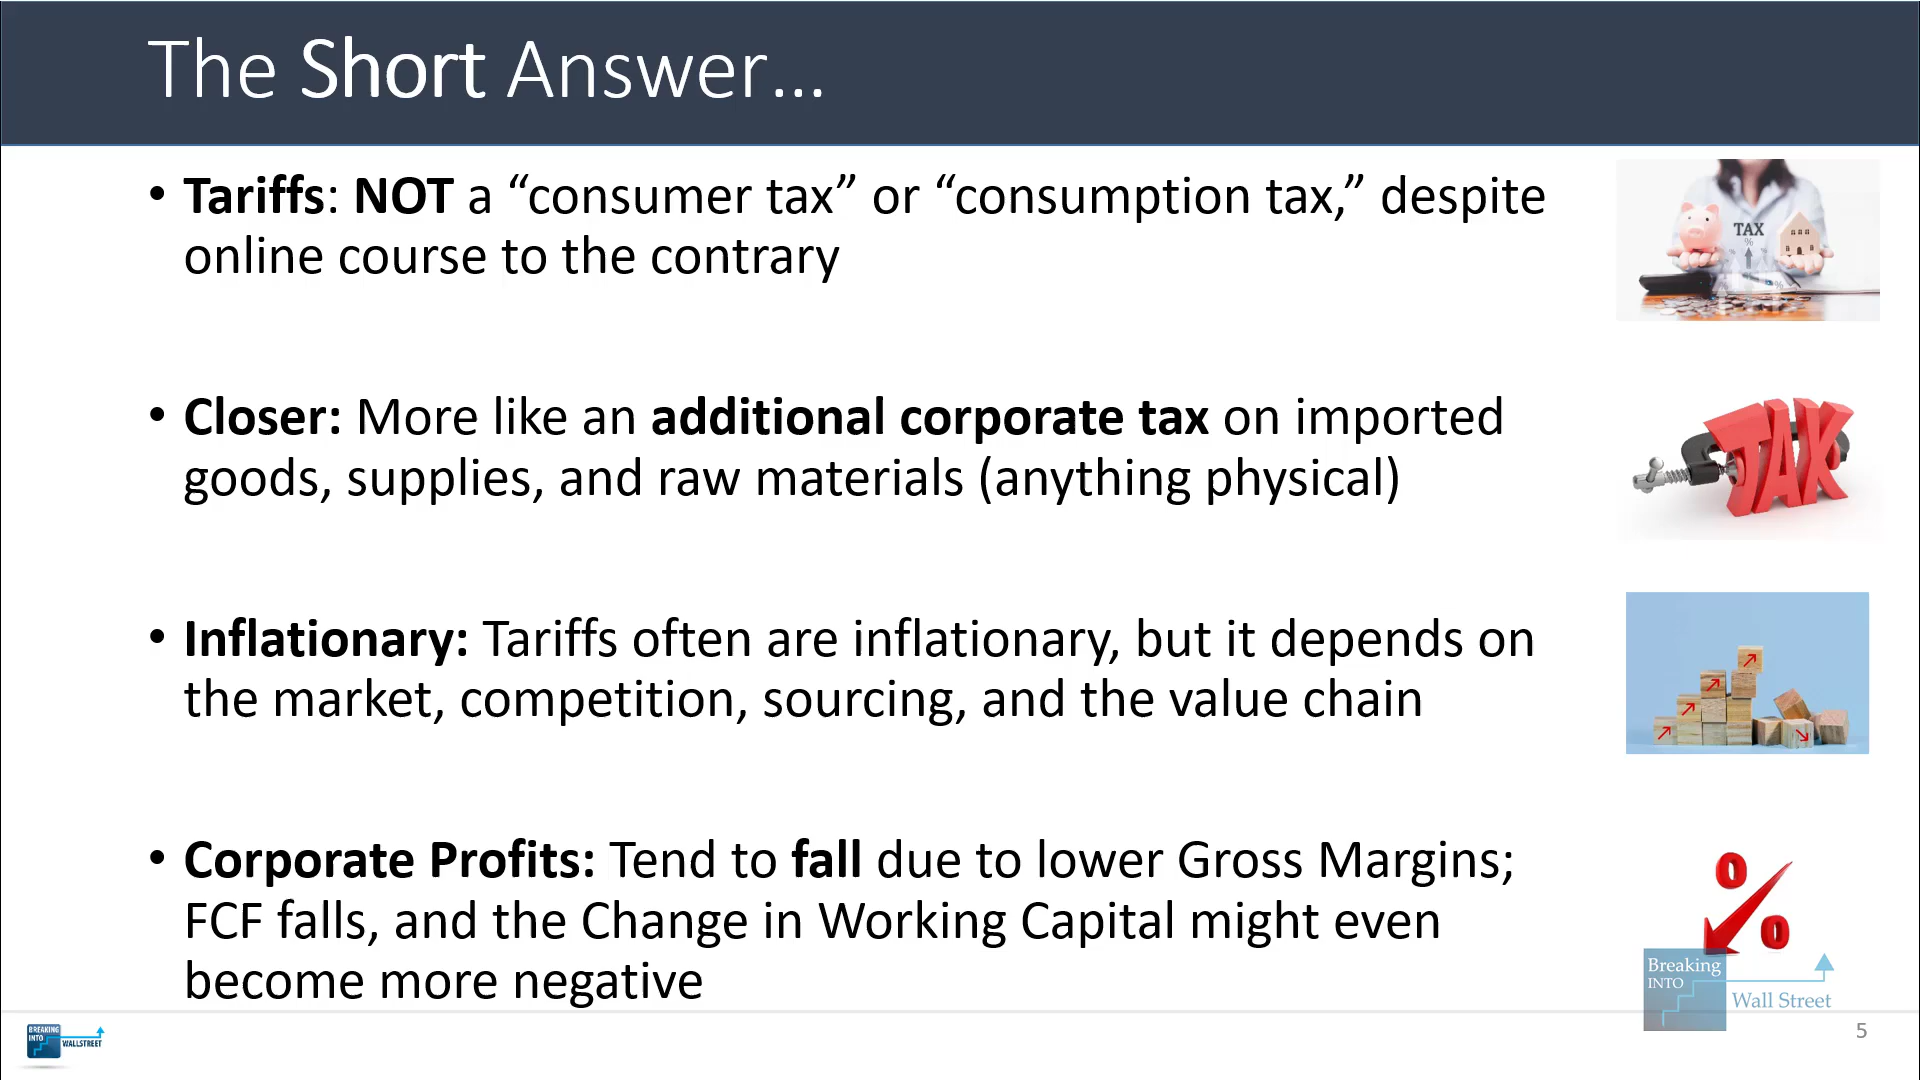 The Short Answer...
• Tariffs: NOT a “consumer tax” or “consumption tax,” despite
online course to the contrary
TAX
%
• Closer: More like an additional corporate tax on imported
goods, supplies, and raw materials (anything physical)
TAX
• Inflationary: Tariffs often are inflationary, but it depends on
the market, competition, sourcing, and the value chain
• Corporate Profits: Tend to fall due to lower Gross Margins;
FCF falls, and the Change in Working Capital might even
become more negative
Breaking
INTO
Wall Street
BREAKING
INTO
WALLSTREET
5